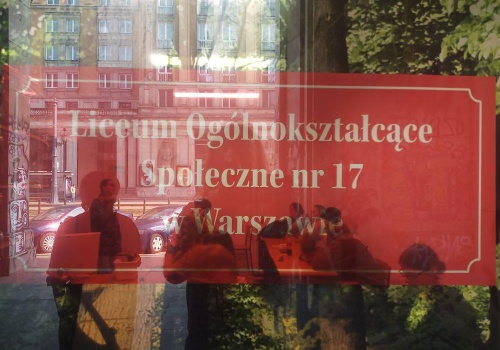 Liceum Ogólnokształcące
Społeczne nr 17
w Warszawie